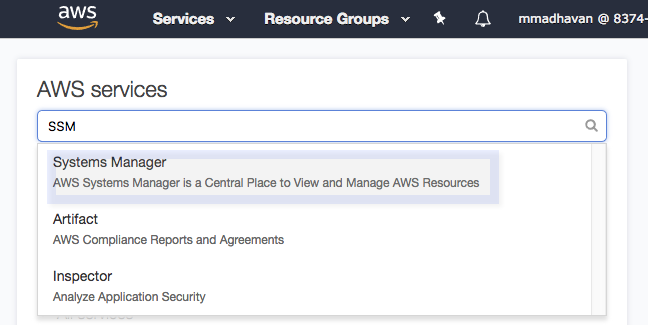 aws Services Resource Groups mmadhavan @ 8374-
AWS services
SSM
Systems Manager
AWS Systems Manager is a Central Place to View and Manage AWS Resources
Artifact
AWS Compliance Reports and Agreements
Inspector
Analyze Application Security